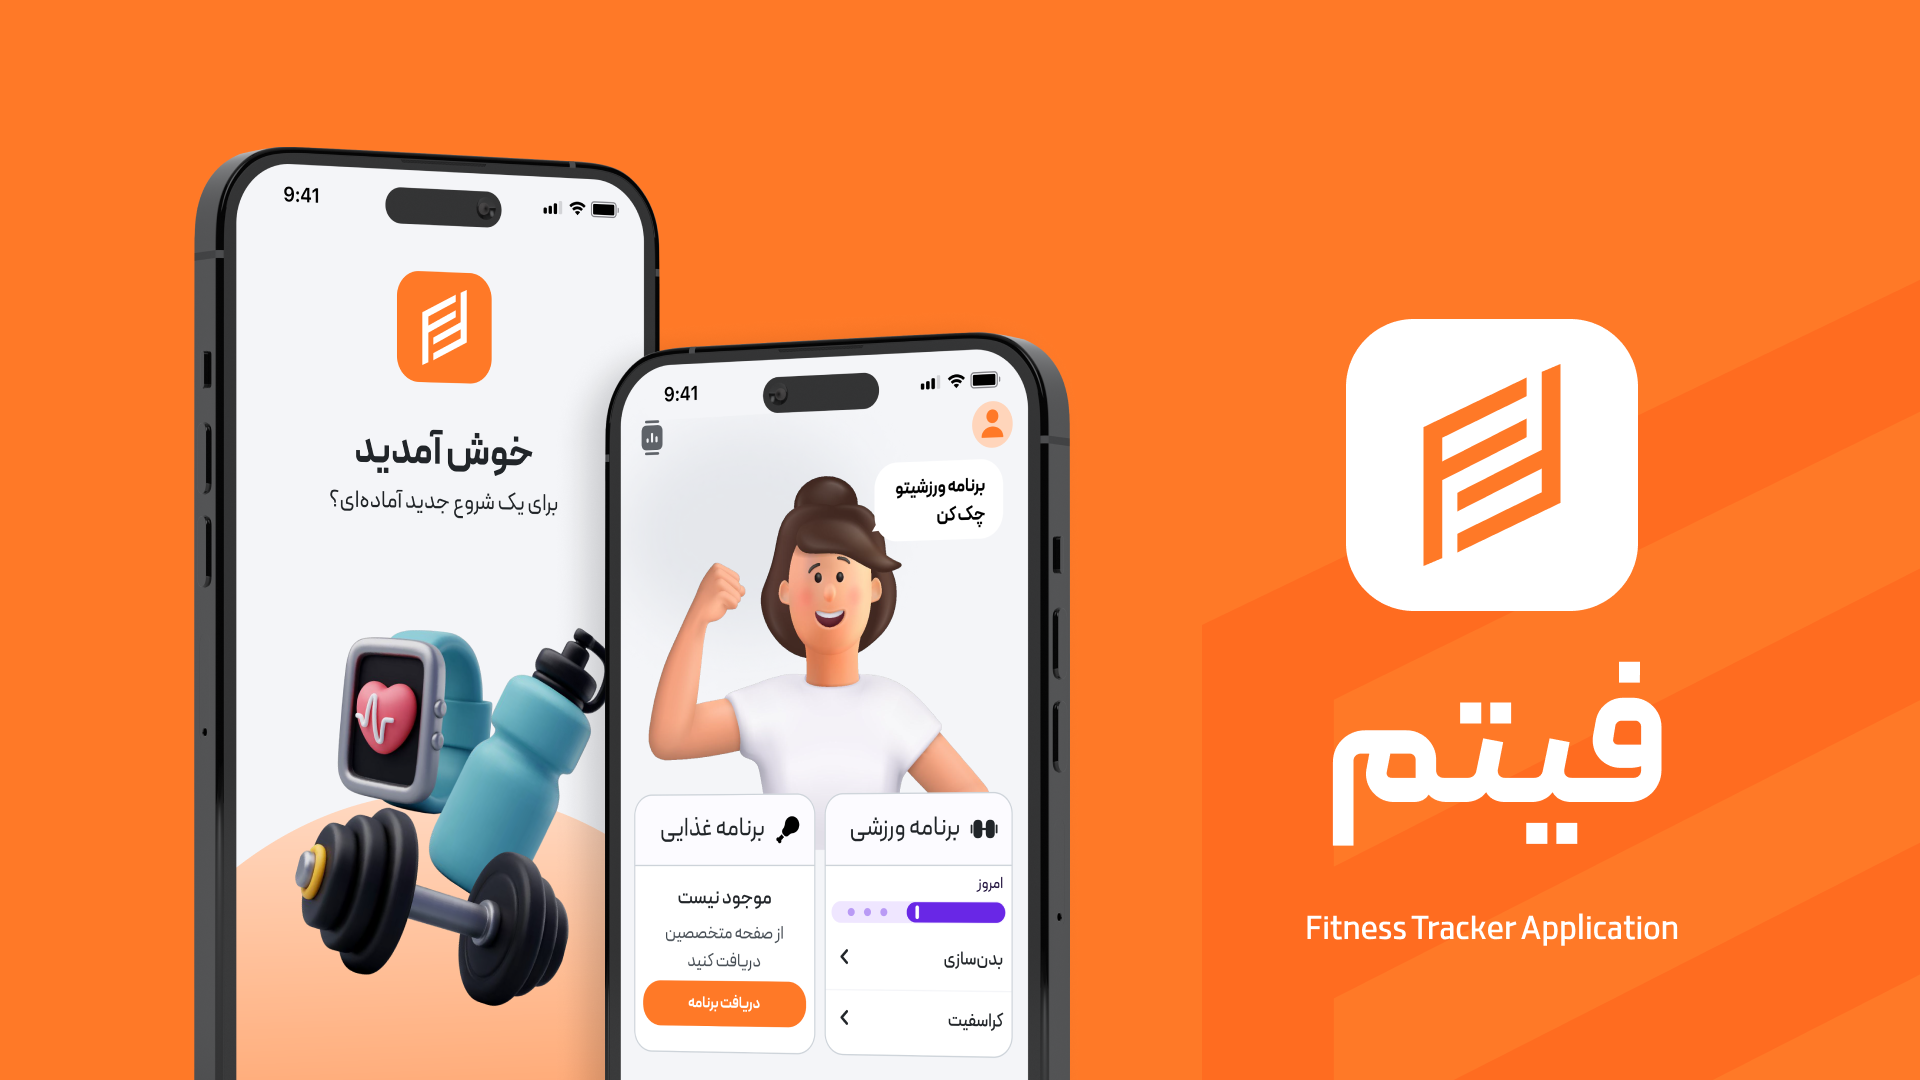 9:41
خوش آمدید
برای یک شروع جدید آماده‌ای؟
9:41
برنامه ورزشیتو
چک کن
برنامه ورزشی
امروز
بدن‌سازی
کراسفیت
برنامه غذایی
موجود نیست
از صفحه متخصصین
دریافت کنید
دریافت برنامه
فیتم
Fitness Tracker Application